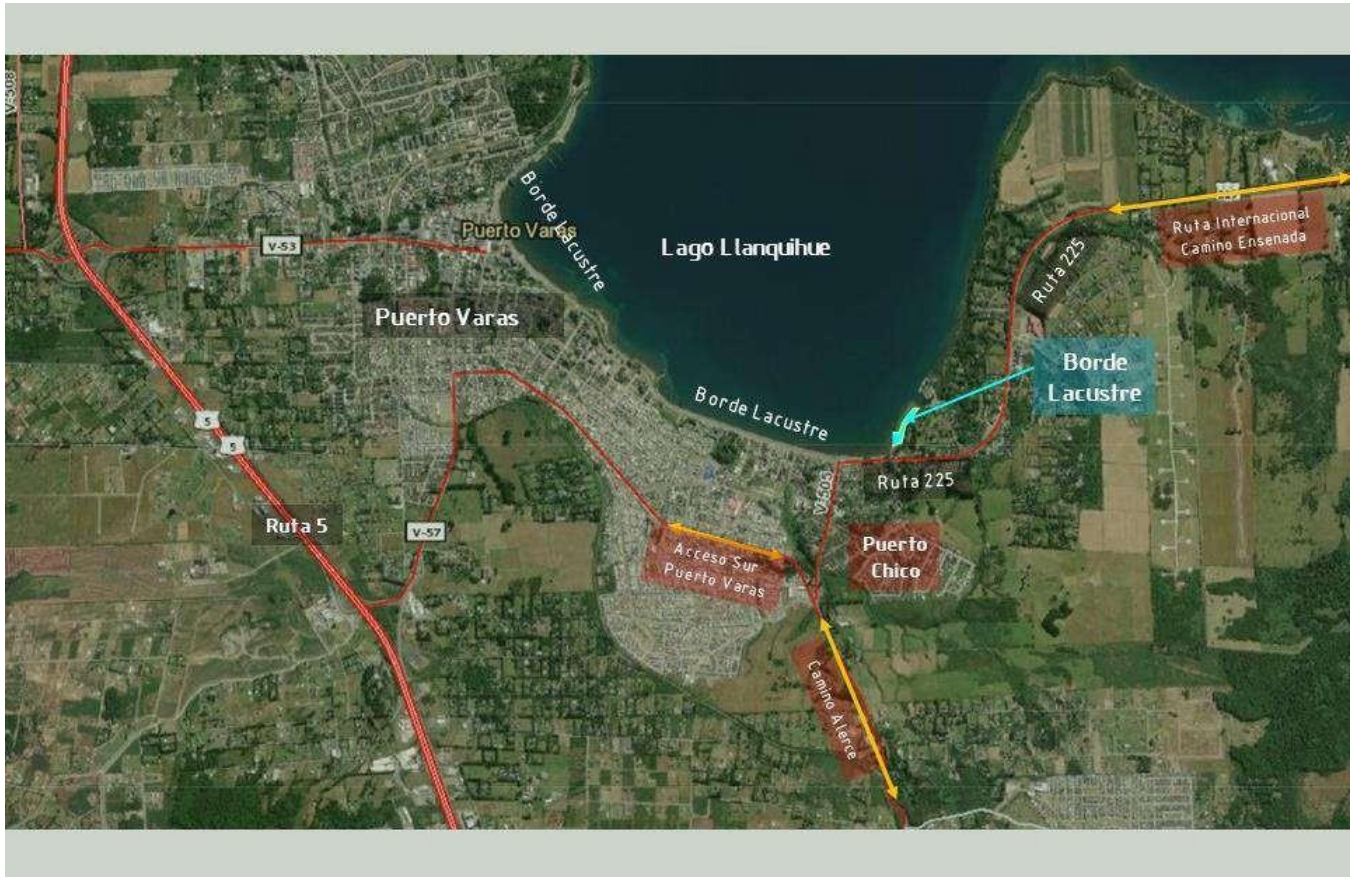 V-508
Borde Lacustre
Puerto Varas
V-53
Lago Llanquihue
Ruta Internacional
Camino Ensenada
Ruta 225
Puerto Varas
Borde
Lacustre
Borde Lacustre
5
5
Ruta 225
Ruta 5
V-57
Acceso Sur
Puerto Varas
Puerto
Chico
Camino Alerce